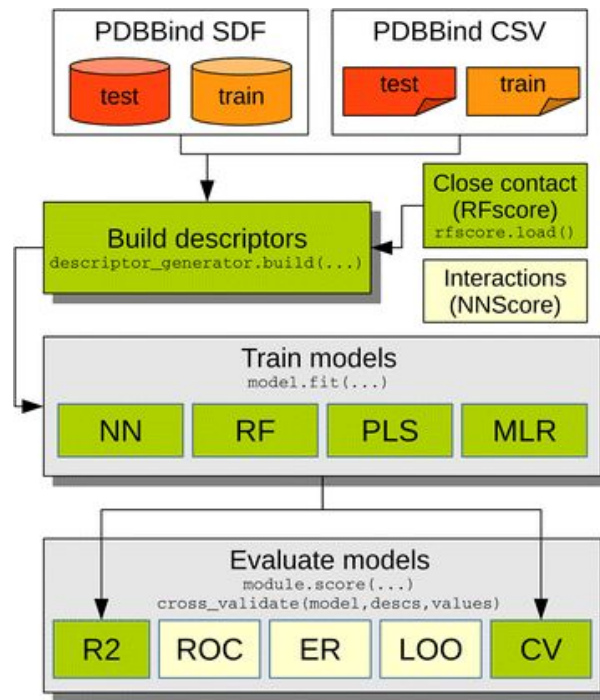 PDBBind SDF
test
train
PDBBind CSV
test
train
Close contact
(RFscore)
rfscore.load()
Build descriptors
descriptor_generator.build(...)
Interactions
(NNScore)
Train models
model.fit(...)
NN
RF
PLS
MLR
Evaluate models
module.score(...)
cross_validate(model,descs,values)
R2
ROC
ER
LOO
CV